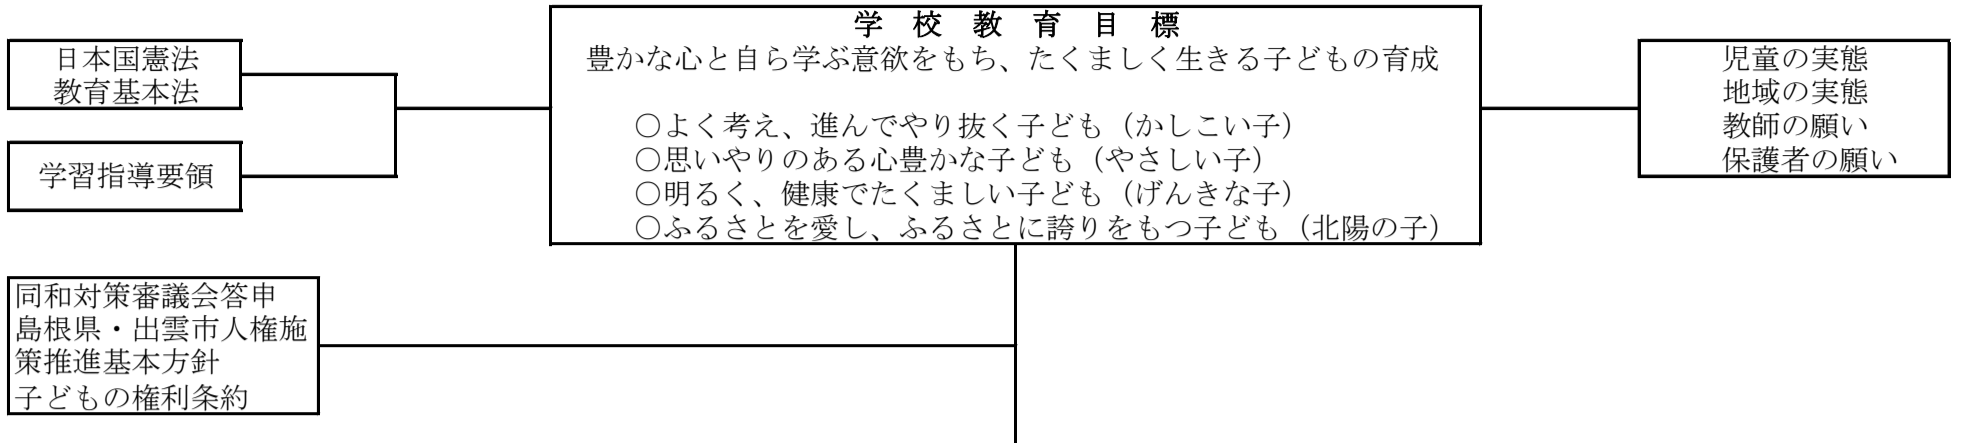 日本国憲法
教育基本法
学習指導要領
学校教育目標
豊かな心と自ら学ぶ意欲をもち、たくましく生きる子どもの育成
○よく考え、進んでやり抜く子ども（かしこい子）
○思いやりのある心豊かな子ども（やさしい子）
○明るく、健康でたくましい子ども（げんきな子）
○ふるさとを愛し、ふるさとに誇りをもつ子ども（北陽の子）
児童の実態
地域の実態
教師の願い
保護者の願い
同和対策審議会答申
島根県・出雲市人権施
策推進基本方針
子どもの権利条約